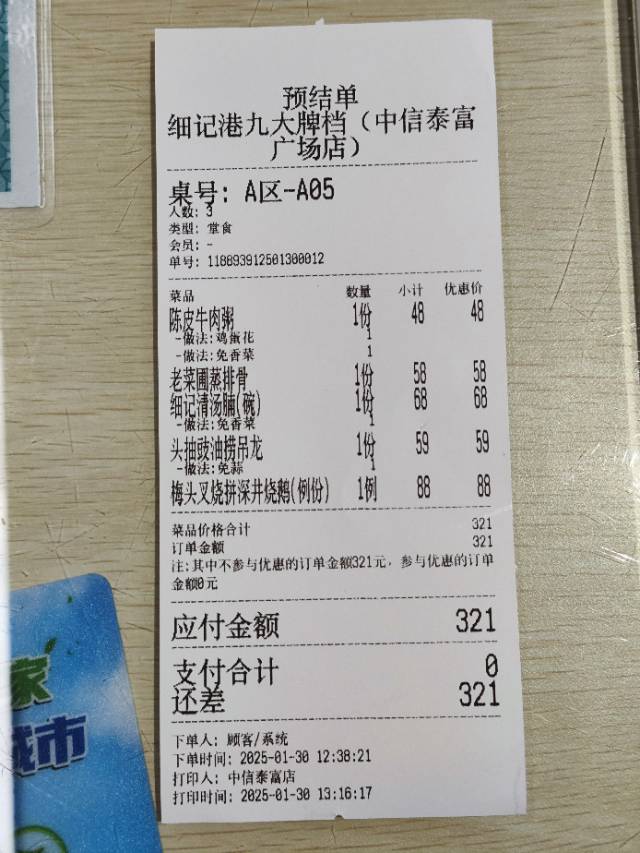 预结单
细记港九大牌档（中信泰富
广场店）
桌号: A区-A05
人数: 3
类型: 堂食
会员: -
单号: 118893912501300012
菜品 数量 小计 优惠价
陈皮牛肉粥 1份 48 48
-做法:鸡蛋花 1
-做法:免香菜 1
老菜圃蒸排骨 1份 58 58
细记清汤腩(碗) 1份 68 68
-做法:免香菜 1
头抽豉油捞吊龙 1份 59 59
-做法:免蒜 1
梅头叉烧拼深井烧鹅(例份) 1例 88 88
菜品价格合计 321
订单金额 321
注:其中不参与优惠的订单金额321元, 参与优惠的订单
金额0元
应付金额 321
支付合计 0
还差 321
下单人: 顾客/系统
下单时间: 2025-01-30 12:38:21
打印人: 中信泰富店
打印时间: 2025-01-30 13:16:17
家
城市